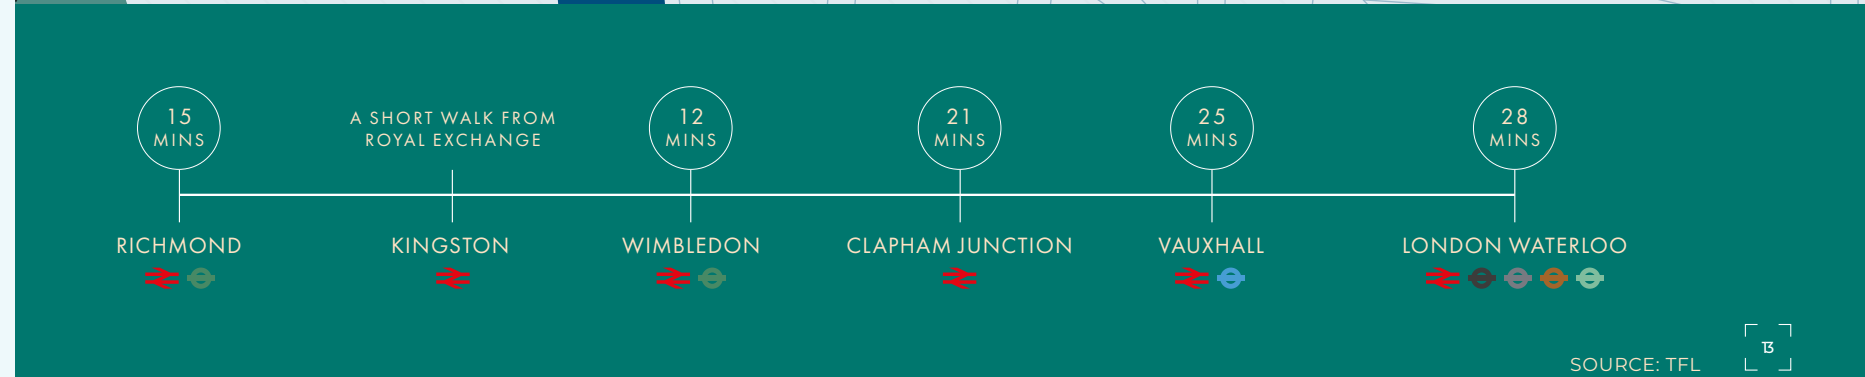 15
MINS
A SHORT WALK FROM
ROYAL EXCHANGE
12
MINS
21
MINS
25
MINS
28
MINS
RICHMOND
KINGSTON
WIMBLEDON
CLAPHAM JUNCTION
VAUXHALL
LONDON WATERLOO
SOURCE: TFL
13